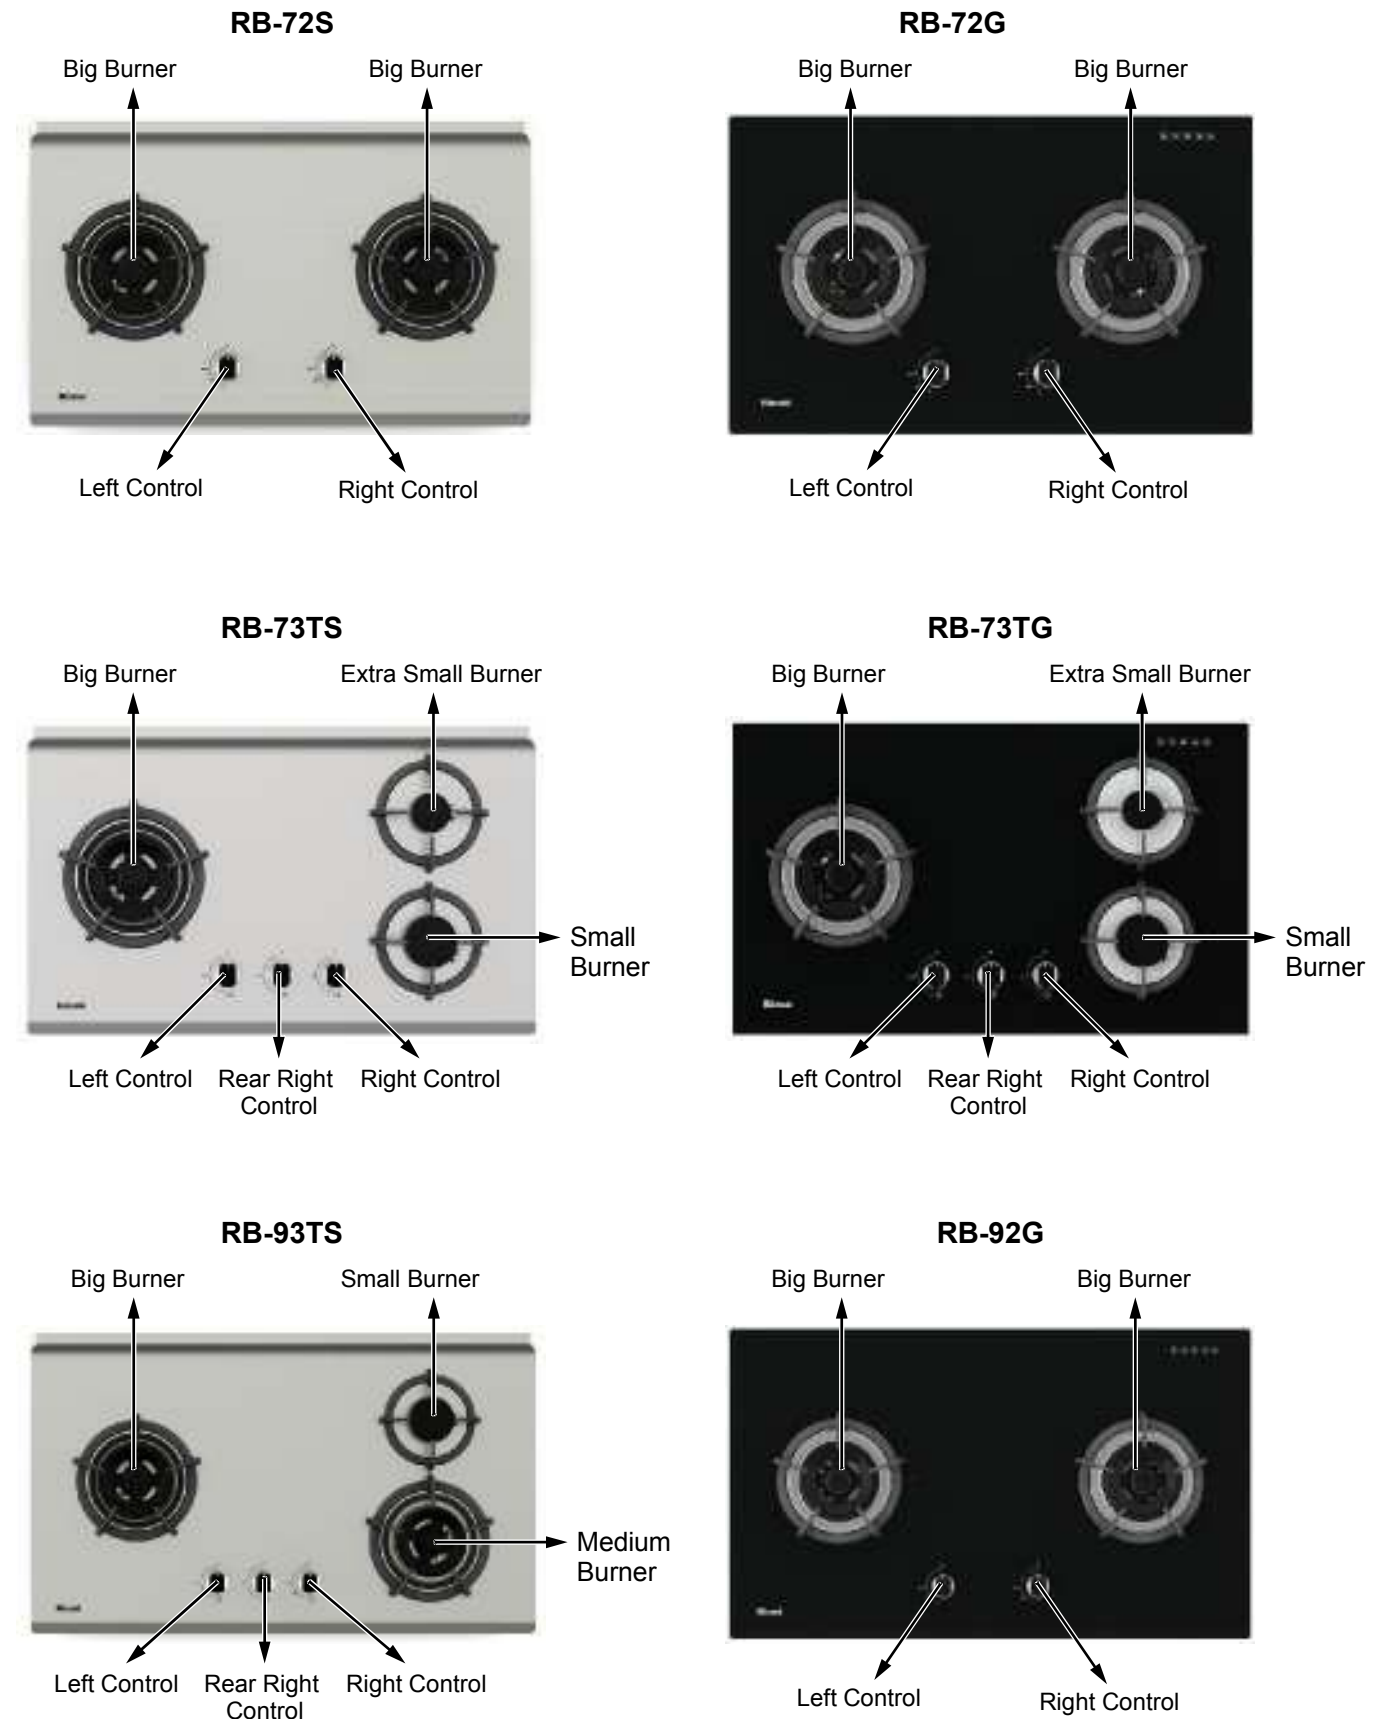 RB-72S
Big Burner
Big Burner
Left Control
Right Control
RB-72G
Big Burner
Big Burner
Left Control
Right Control
RB-73TS
Big Burner
Extra Small Burner
Small
Burner
Left Control
Rear Right
Control
Right Control
RB-73TG
Big Burner
Extra Small Burner
Small
Burner
Left Control
Rear Right
Control
Right Control
RB-93TS
Big Burner
Small Burner
Medium
Burner
Left Control
Rear Right
Control
Right Control
RB-92G
Big Burner
Big Burner
Left Control
Right Control